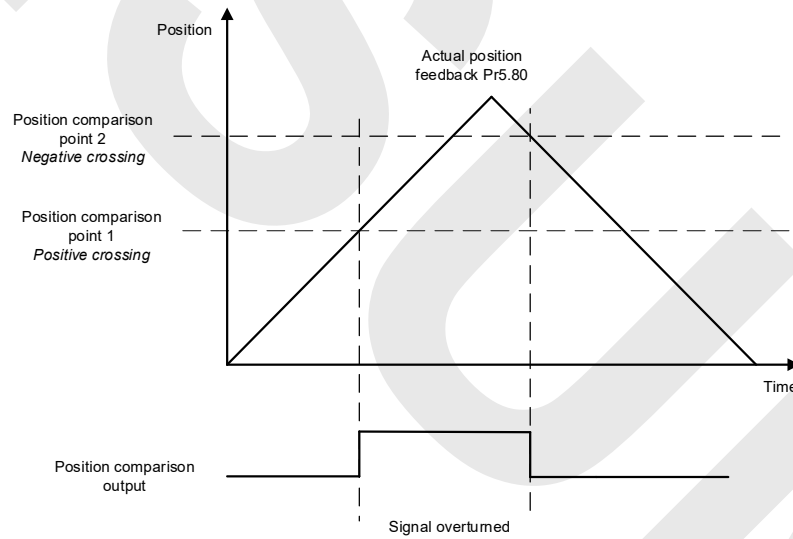 Position
Actual position
feedback Pr5.80
Position comparison
point 2
Negative crossing
Position comparison
point 1
Positive crossing
Time
Position comparison
output
Signal overturned